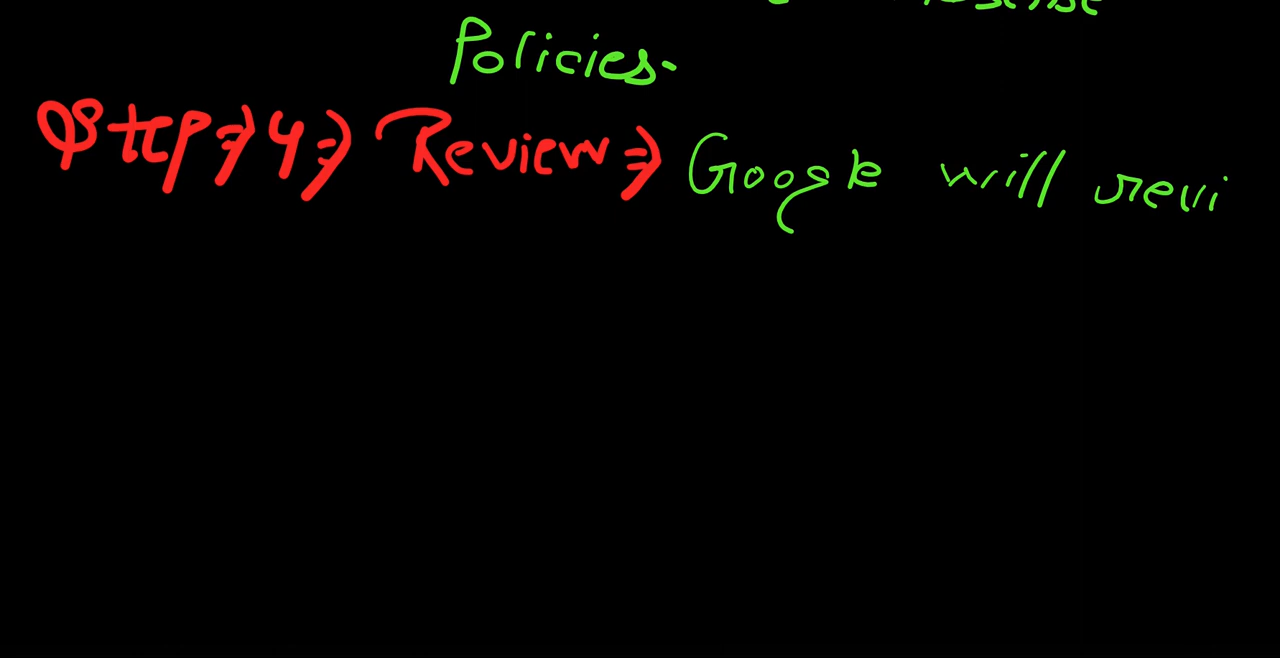 Policies.
Step ⇒ 4 ⇒ Review ⇒ Google will revi